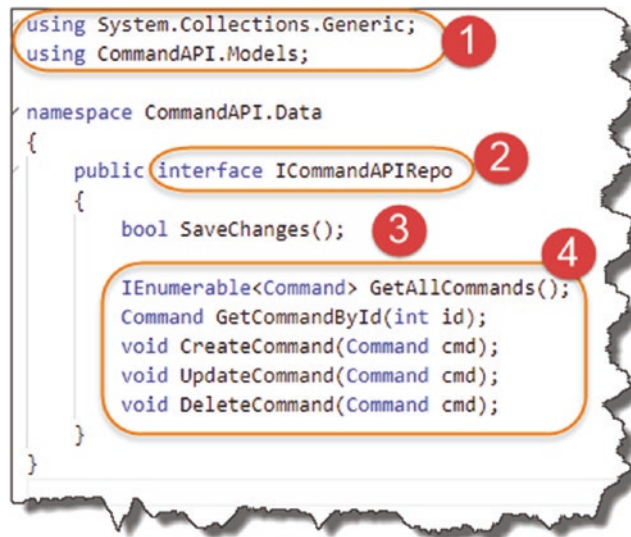 using System.Collections.Generic;
1
using CommandAPI.Models;
namespace CommandAPI.Data
{
public interface ICommandAPIRepo
2
{
bool SaveChanges();
3
4
IEnumerable<Command> GetAllCommands();
Command GetCommandById(int id);
void CreateCommand(Command cmd);
void UpdateCommand(Command cmd);
void DeleteCommand(Command cmd);
}
}